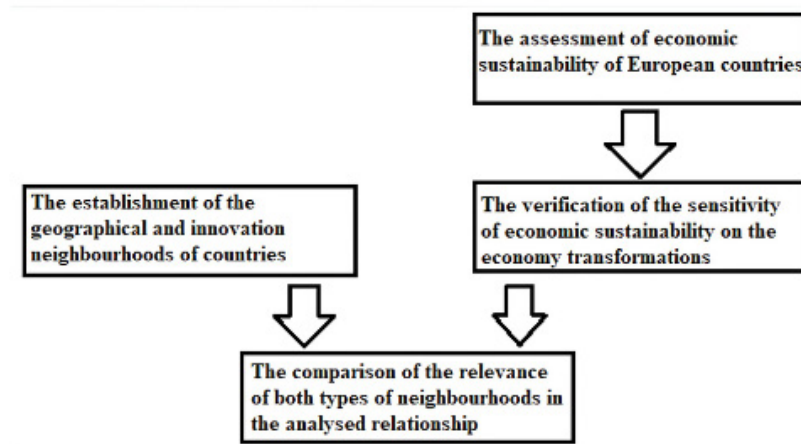 The assessment of economic
sustainability of European countries
The establishment of the
geographical and innovation
neighbourhoods of countries
The verification of the sensitivity
of economic sustainability on the
economy transformations
The comparison of the relevance
of both types of neighbourhoods in
the analysed relationship